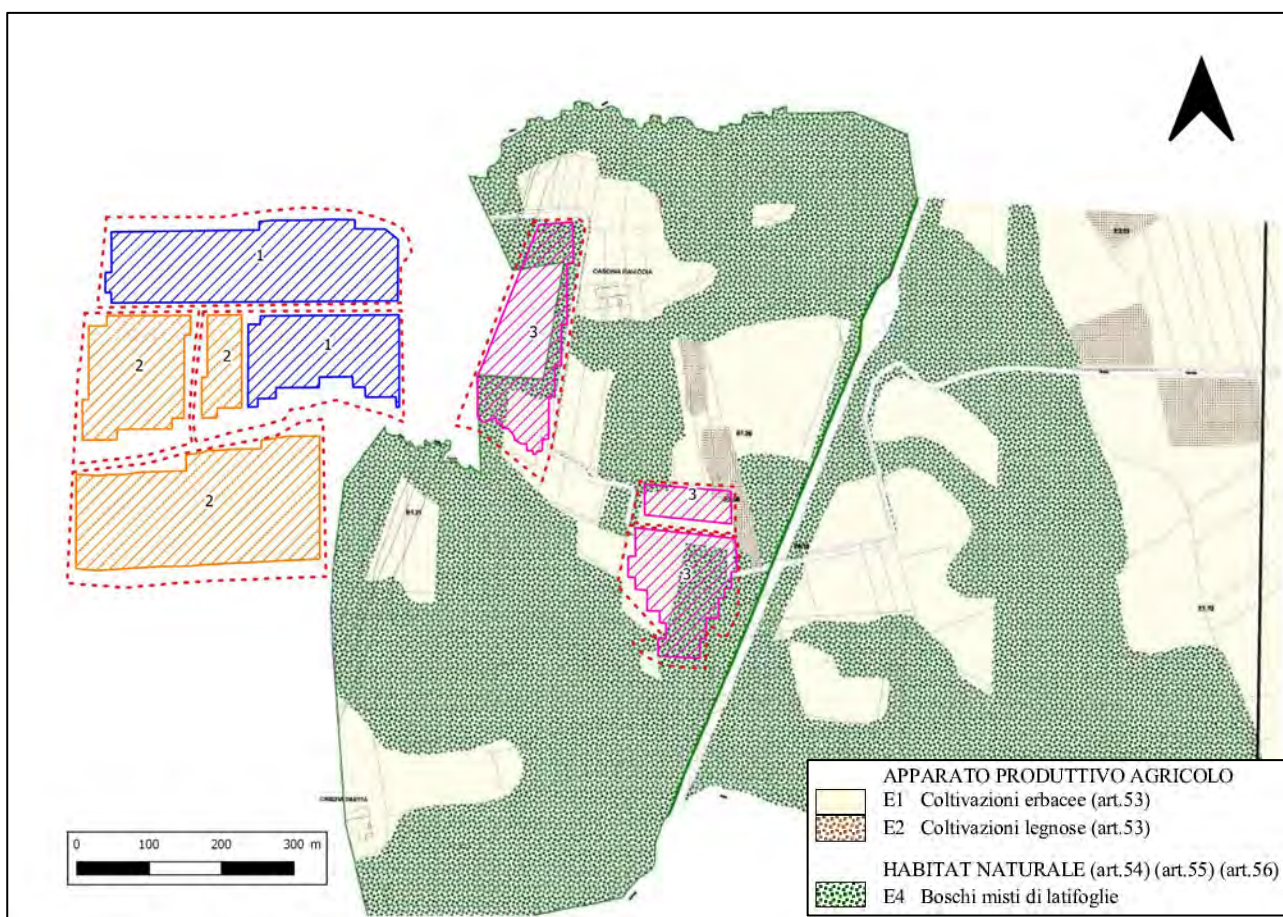 1
2
2
1
2
3
3
3
0 100 200 300 m
APPARATO PRODUTTIVO AGRICOLO
E1 Coltivazioni erbacee (art.53)
E2 Coltivazioni legnose (art.53)
HABITAT NATURALE (art.54) (art.55) (art.56)
E4 Boschi misti di latifoglie